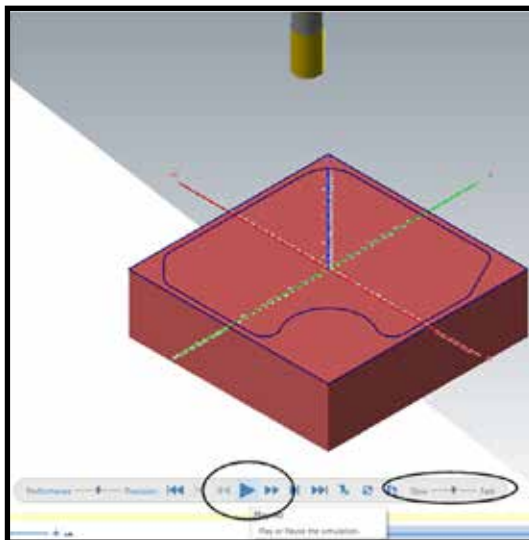 Performance Precision Slow Fast
Play or Pause the simulation.